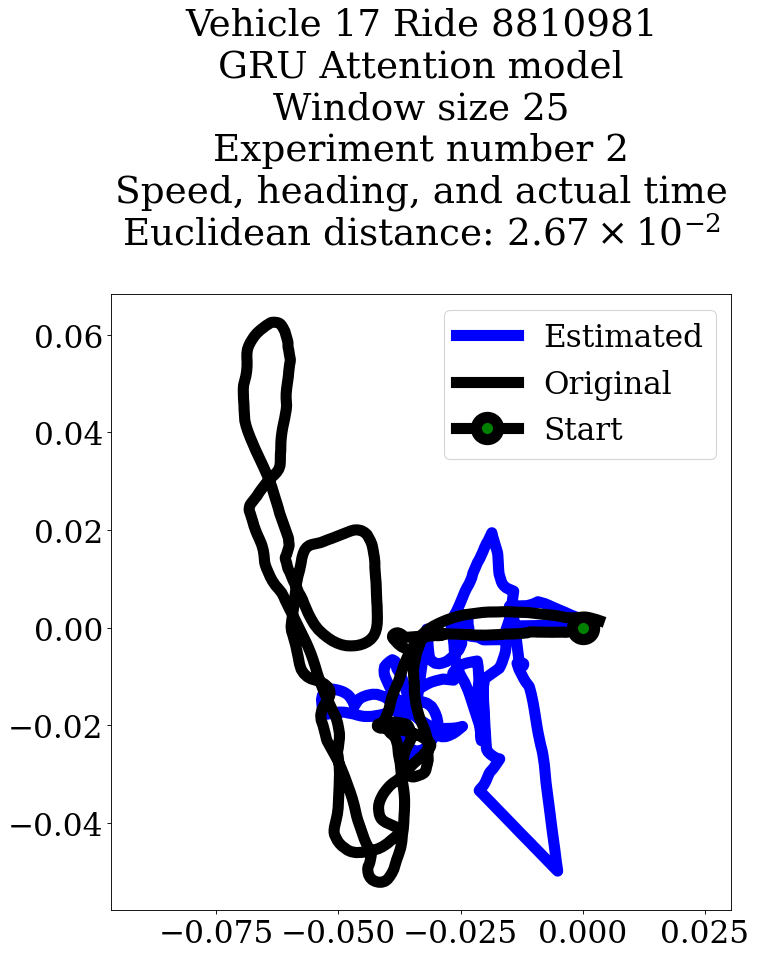 Vehicle 17 Ride 8810981
GRU Attention model
Window size 25
Experiment number 2
Speed, heading, and actual time
Euclidean distance: 2.67 × 10⁻²
Estimated
Original
Start
0.06
0.04
0.02
0.00
−0.02
−0.04
−0.075 −0.050 −0.025 0.000 0.025